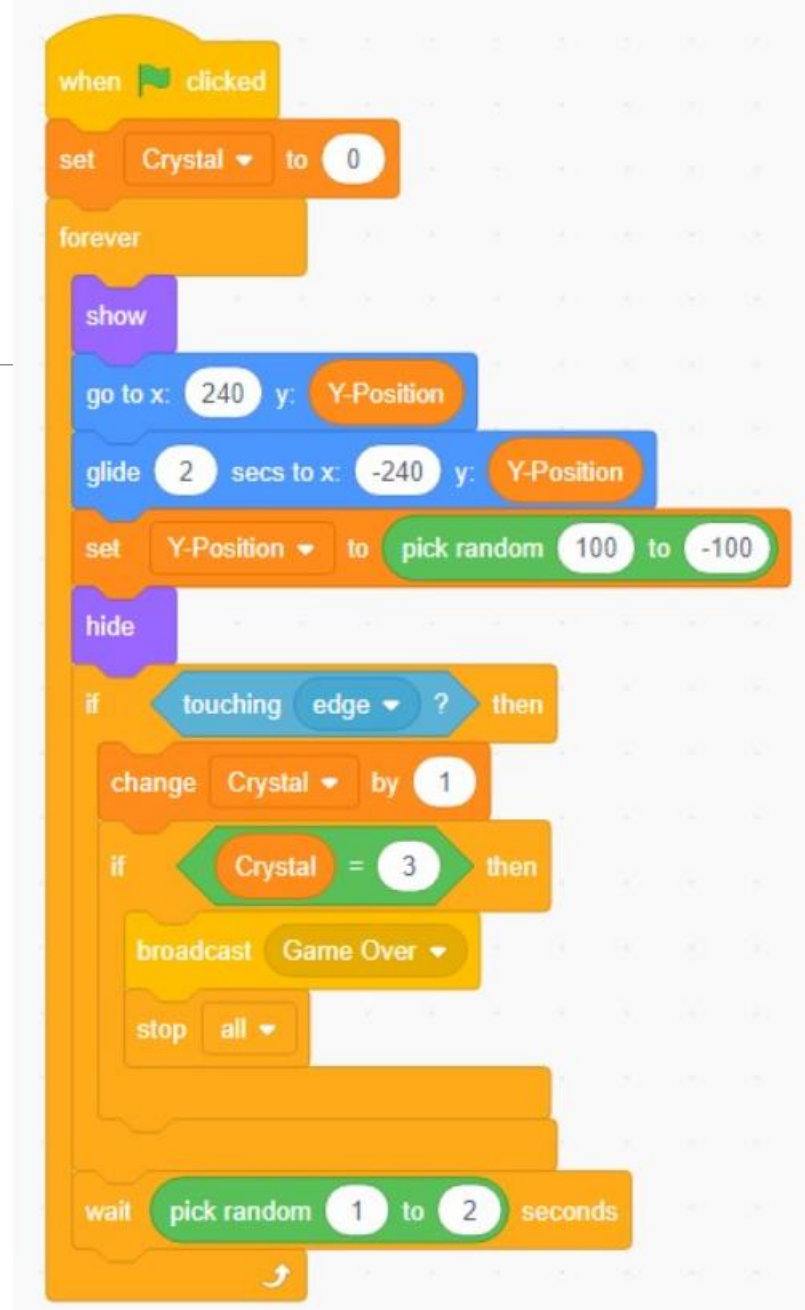 when clicked
set Crystal to 0
forever
show
go to x: 240 y: Y-Position
glide 2 secs to x: -240 y: Y-Position
set Y-Position to pick random 100 to -100
hide
if touching edge ? then
change Crystal by 1
if Crystal = 3 then
broadcast Game Over
stop all
wait pick random 1 to 2 seconds